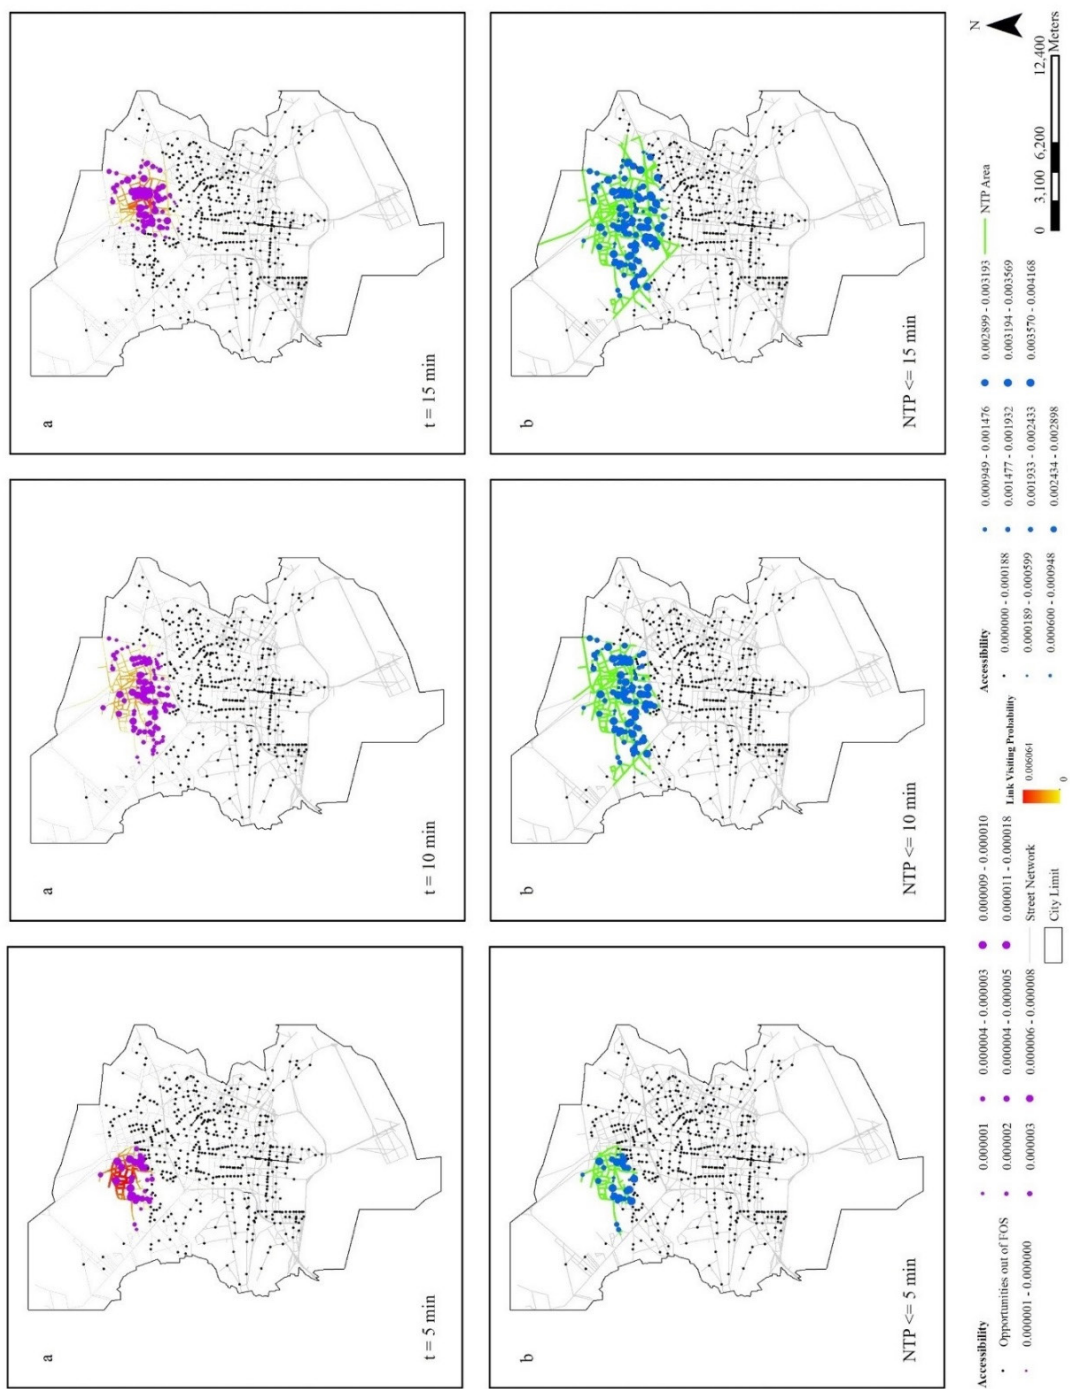 a
t = 5 min
a
t = 10 min
a
t = 15 min
b
NTP <= 5 min
b
NTP <= 10 min
b
NTP <= 15 min
Accessibility
Opportunities out of FOS
0.000001 - 0.000000
0.000001
0.000002
0.000003
0.000004 - 0.000003
0.000004 - 0.000005
0.000006 - 0.000008
0.000009 - 0.000010
0.000011 - 0.000018
Street Network
City Limit
Link Visiting Probability
0.006064
0
Accessibility
0.000000 - 0.000188
0.000189 - 0.000599
0.000600 - 0.000948
0.000949 - 0.001476
0.001477 - 0.001932
0.001933 - 0.002433
0.002434 - 0.002898
0.002899 - 0.003193
0.003194 - 0.003569
0.003570 - 0.004168
NTP Area
N
0 3,100 6,200 12,400
Meters